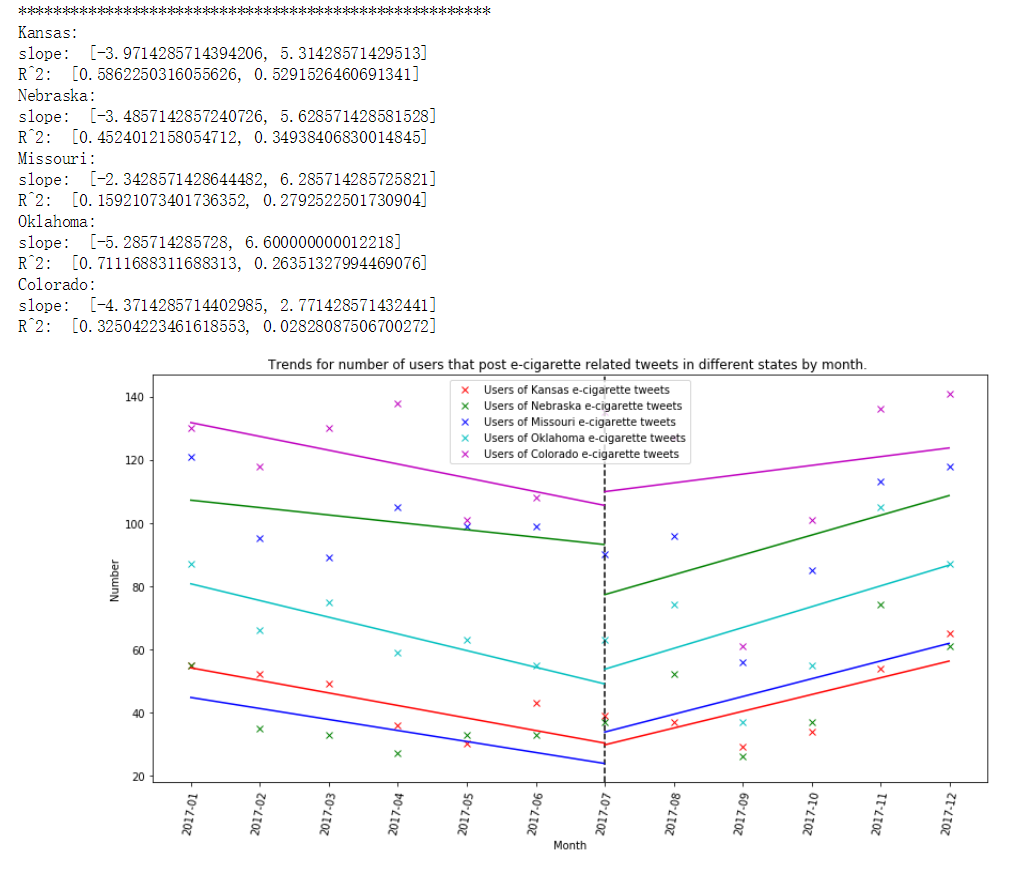 ******************************************************
Kansas:
slope:  [-3.9714285714394206, 5.31428571429513]
R^2:  [0.5862250316055626, 0.5291526460691341]
Nebraska:
slope:  [-3.4857142857240726, 5.628571428581528]
R^2:  [0.4524012158054712, 0.34938406830014845]
Missouri:
slope:  [-2.3428571428644482, 6.285714285725821]
R^2:  [0.15921073401736352, 0.2792522501730904]
Oklahoma:
slope:  [-5.285714285728, 6.600000000012218]
R^2:  [0.7111688311688313, 0.26351327994469076]
Colorado:
slope:  [-4.3714285714402985, 2.771428571432441]
R^2:  [0.32504223461618553, 0.02828087506700272]
Trends for number of users that post e-cigarette related tweets in different states by month.
Users of Kansas e-cigarette tweets
Users of Nebraska e-cigarette tweets
Users of Missouri e-cigarette tweets
Users of Oklahoma e-cigarette tweets
Users of Colorado e-cigarette tweets
140
120
100
80
60
40
20
Number
2017-01
2017-02
2017-03
2017-04
2017-05
2017-06
2017-07
2017-08
2017-09
2017-10
2017-11
2017-12
Month